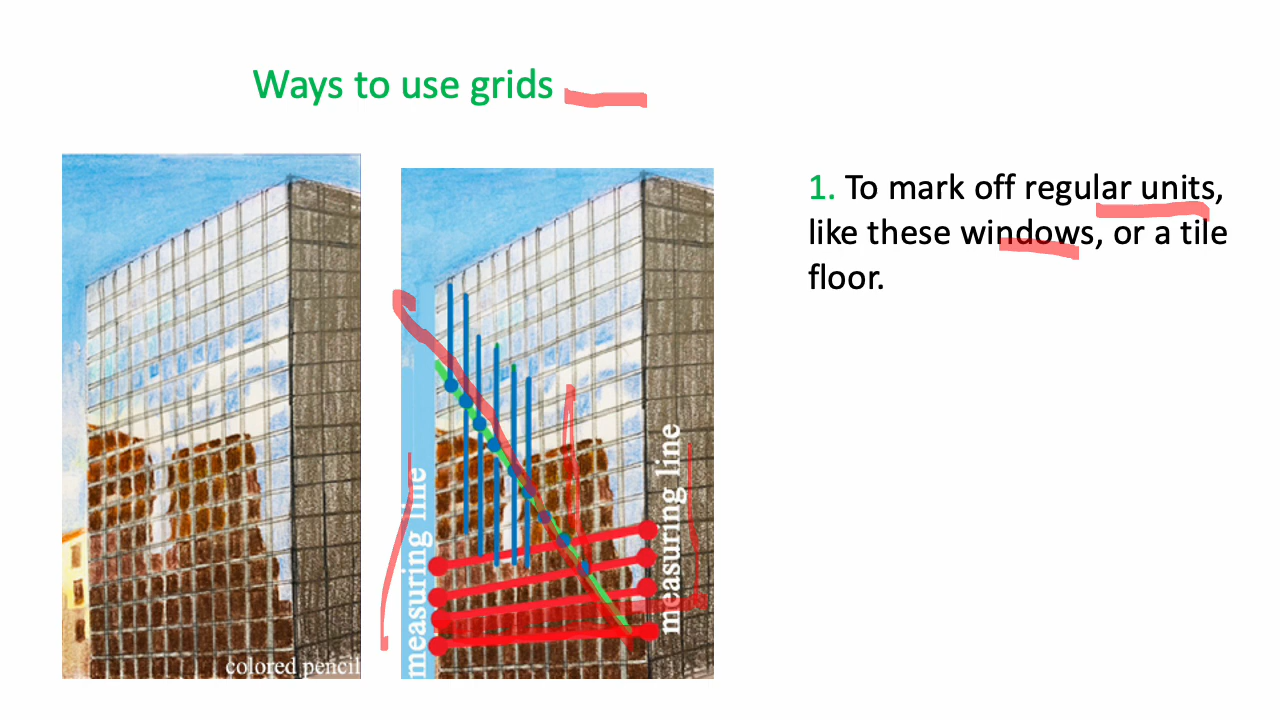 Ways to use grids
1. To mark off regular units,
like these windows, or a tile
floor.
colored pencil
measuring line
measuring line